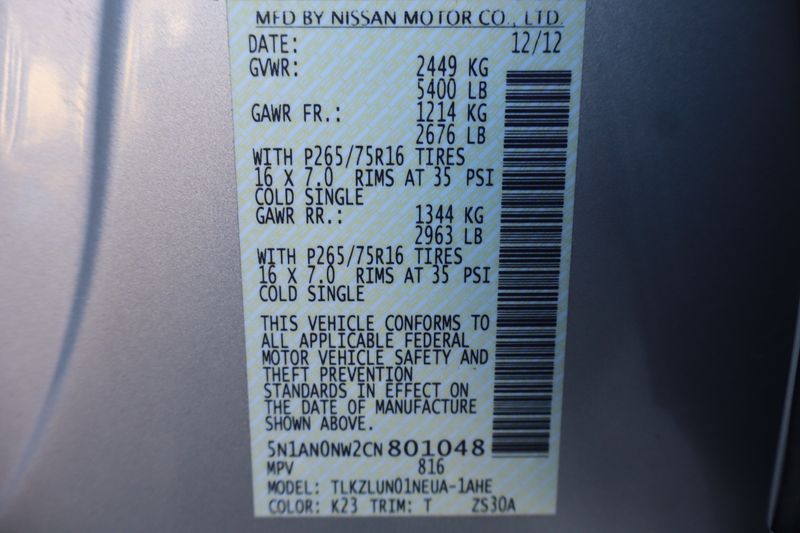 MFD BY NISSAN MOTOR CO., LTD.
DATE: 12/12
GVWR: 2449 KG
5400 LB
GAWR FR.: 1214 KG
2676 LB
WITH P265/75R16 TIRES
16 X 7.0 RIMS AT 35 PSI
COLD SINGLE
GAWR RR.: 1344 KG
2963 LB
WITH P265/75R16 TIRES
16 X 7.0 RIMS AT 35 PSI
COLD SINGLE
THIS VEHICLE CONFORMS TO
ALL APPLICABLE FEDERAL
MOTOR VEHICLE SAFETY AND
THEFT PREVENTION
STANDARDS IN EFFECT ON
THE DATE OF MANUFACTURE
SHOWN ABOVE.
5N1AN0NW2CN801048
MPV 816
MODEL: TLKZLUN01NEUA-1AHE
COLOR: K23 TRIM: T ZS30A